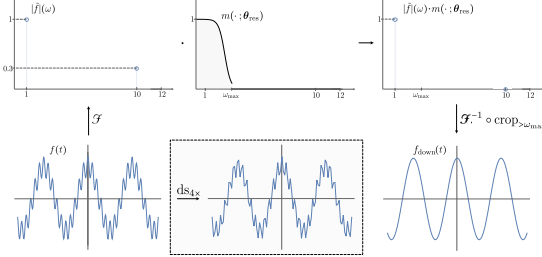 |f̂|(ω)
1
0.3
1 10 12
·
m(· ; θ_res)
1
1 ω_max 10 12
|f̂|(ω)·m(· ; θ_res)
1
1 ω_max 10 12
ℱ
ℱ⁻¹ ∘ crop_{>ω_max}
f(t)
ds_{4×}
f_down(t)